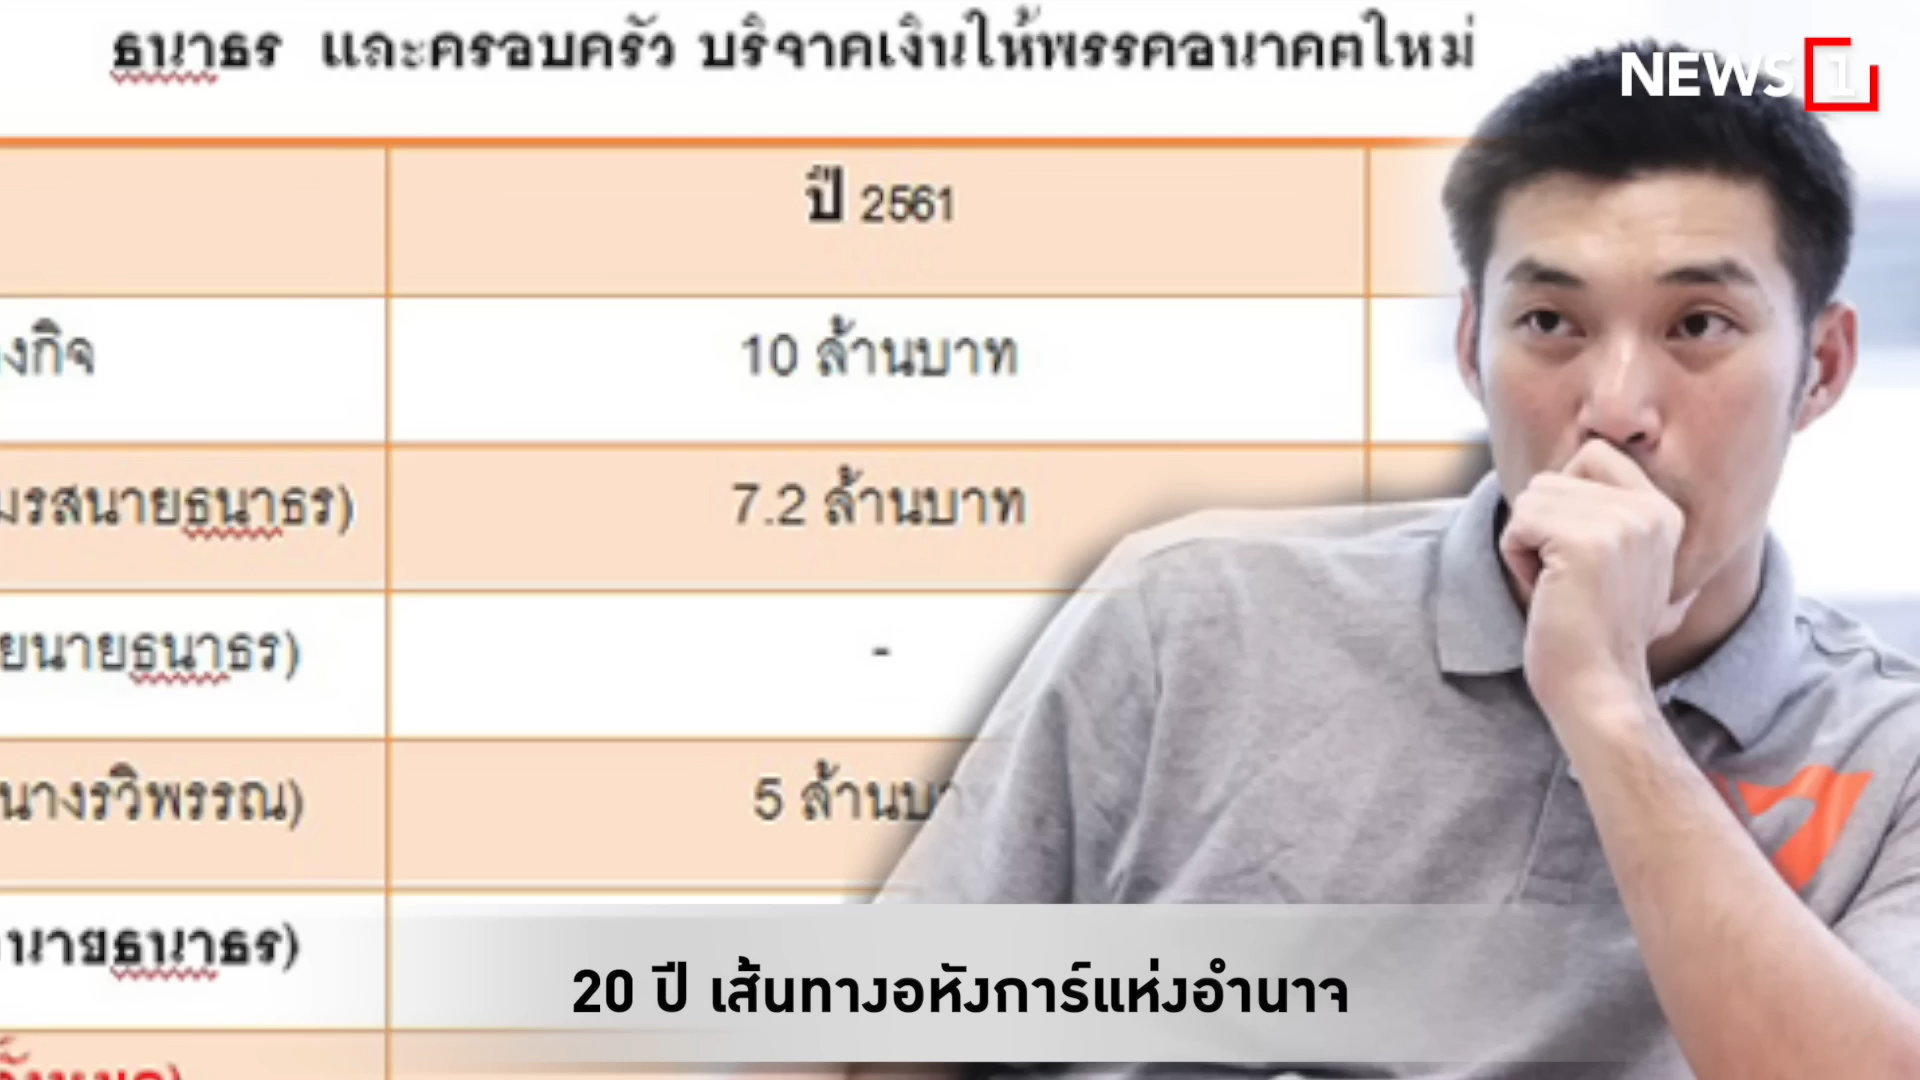 ธนาธร และครอบครัว บริจาคเงินให้พรรคอนาคตใหม่
NEWS 1
ปี 2561
งกิจ
10 ล้านบาท
มรสนายธนาธร)
7.2 ล้านบาท
ยนายธนาธร)
-
นางรวิพรรณ)
5 ล้านบ
นายธนาธร)
20 ปี เส้นทางอหังการ์แห่งอำนาจ